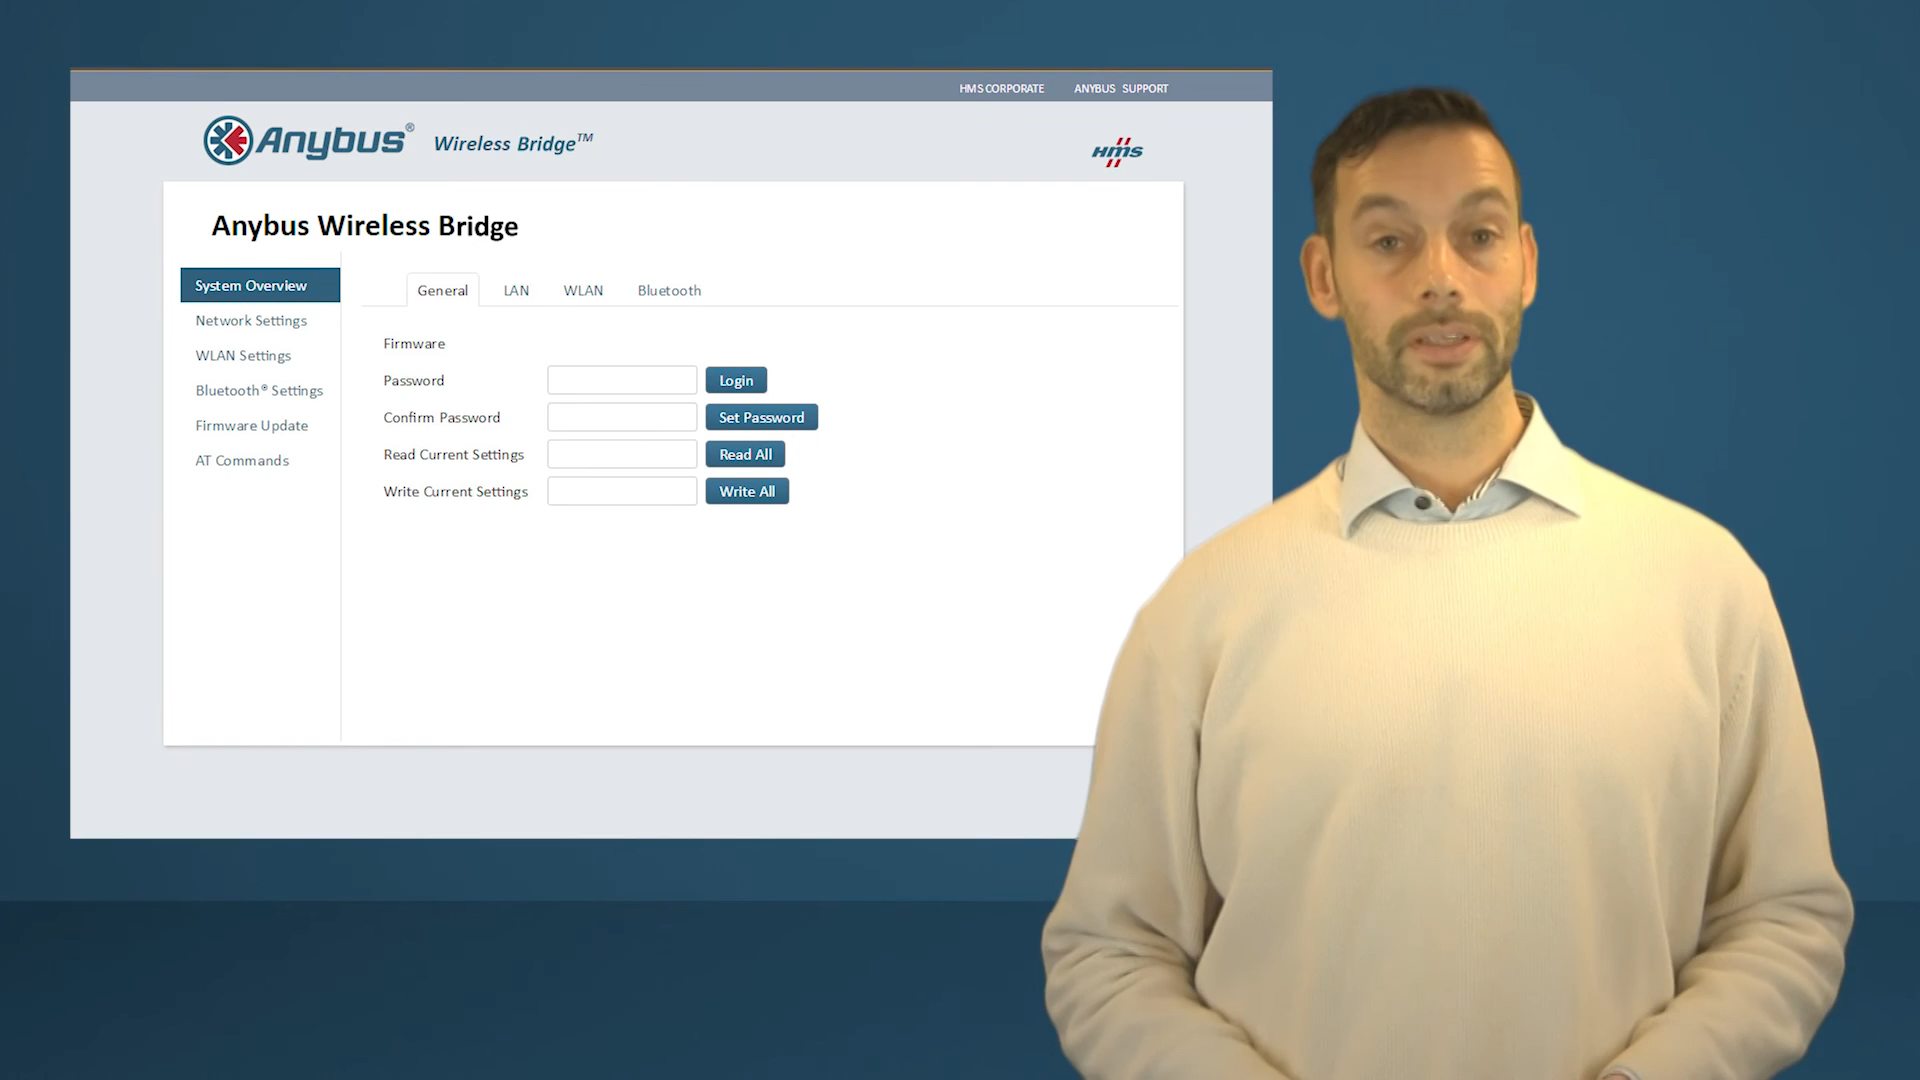 HMS CORPORATE ANYBUS SUPPORT
Anybus® Wireless Bridge™
HMS
Anybus Wireless Bridge
System Overview
Network Settings
WLAN Settings
Bluetooth® Settings
Firmware Update
AT Commands
General LAN WLAN Bluetooth
Firmware
Password Login
Confirm Password Set Password
Read Current Settings Read All
Write Current Settings Write All